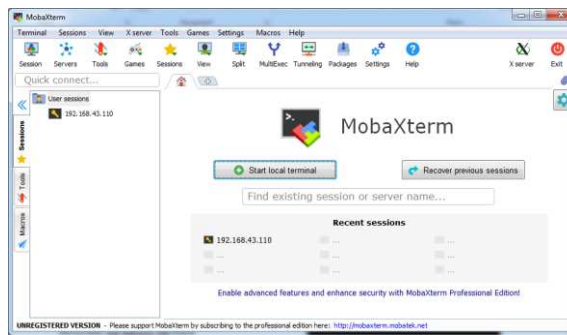 MobaXterm
Terminal Sessions View X server Tools Games Settings Macros Help
Session Servers Tools Games Sessions View Split MultiExec Tunneling Packages Settings Help X server Exit
Quick connect...
User sessions
192.168.43.110
Sessions
Tools
Macros
MobaXterm
Start local terminal
Recover previous sessions
Find existing session or server name...
Recent sessions
192.168.43.110 ... ...
... ... ...
... ... ...
Enable advanced features and enhance security with MobaXterm Professional Edition!
UNREGISTERED VERSION - Please support MobaXterm by subscribing to the professional edition here: http://mobaxterm.mobatek.net